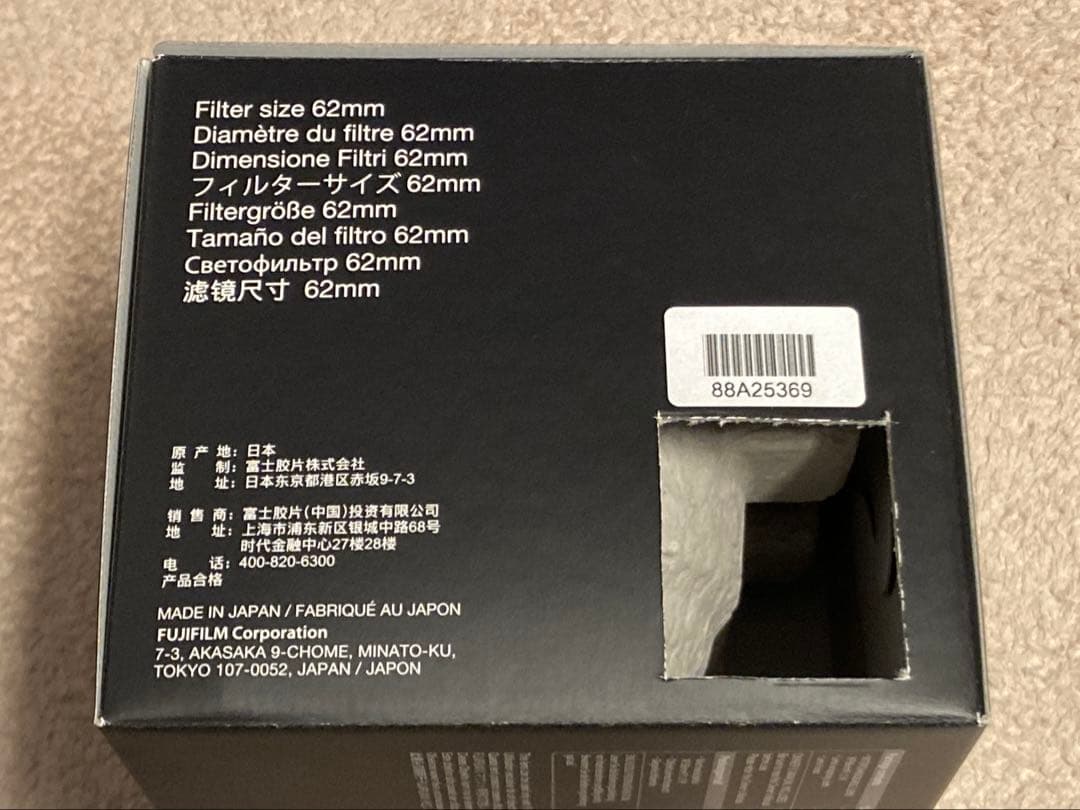 Filter size 62mm
Diamètre du filtre 62mm
Dimensione Filtri 62mm
フィルターサイズ 62mm
Filtergröße 62mm
Tamaño del filtro 62mm
Светофильтр 62mm
滤镜尺寸 62mm
88A25369
原 产 地：日本
监 制：富士胶片株式会社
地 址：日本东京都港区赤坂9-7-3
销 售 商：富士胶片(中国)投资有限公司
地 址：上海市浦东新区银城中路68号
时代金融中心27楼28楼
电 话：400-820-6300
产品合格
MADE IN JAPAN / FABRIQUÉ AU JAPON
FUJIFILM Corporation
7-3, AKASAKA 9-CHOME, MINATO-KU,
TOKYO 107-0052, JAPAN / JAPON